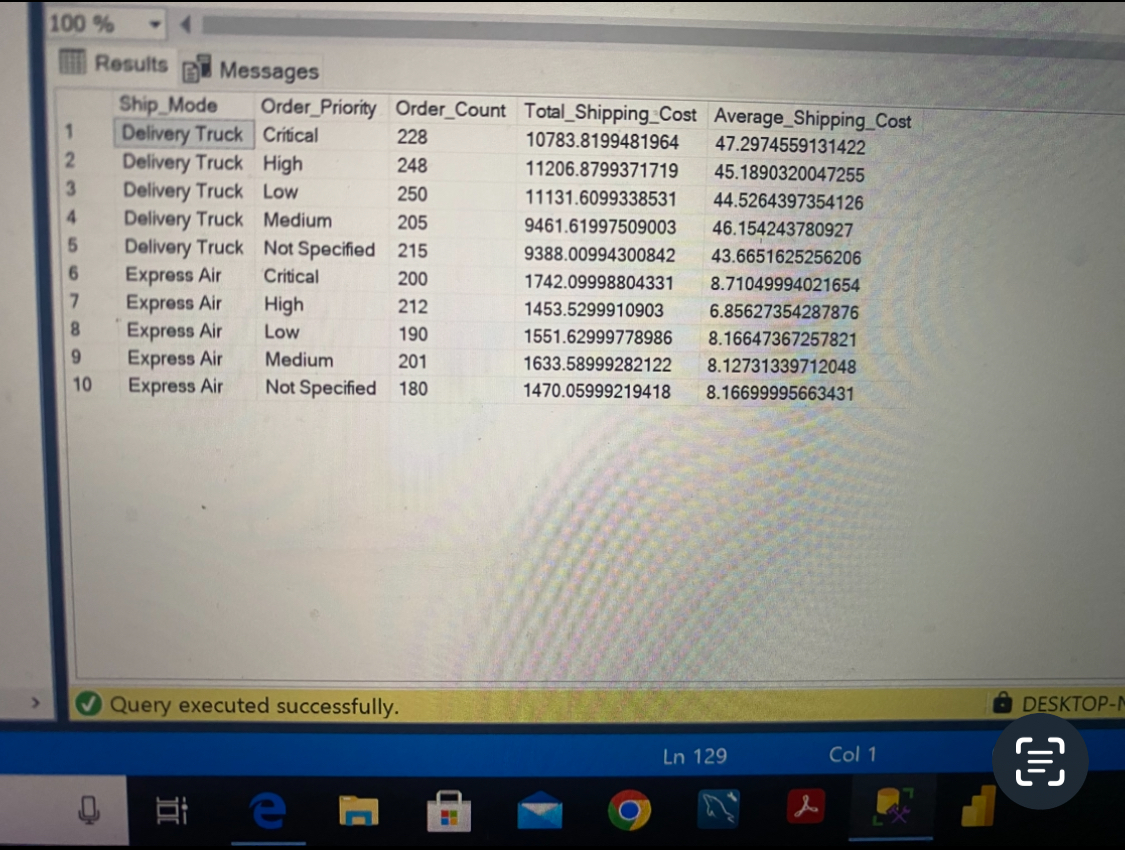 100 %
Results Messages
Ship_Mode Order_Priority Order_Count Total_Shipping_Cost Average_Shipping_Cost
1 Delivery Truck Critical 228 10783.8199481964 47.2974559131422
2 Delivery Truck High 248 11206.8799371719 45.1890320047255
3 Delivery Truck Low 250 11131.6099338531 44.5264397354126
4 Delivery Truck Medium 205 9461.61997509003 46.154243780927
5 Delivery Truck Not Specified 215 9388.00994300842 43.6651625256206
6 Express Air Critical 200 1742.09998804331 8.71049994021654
7 Express Air High 212 1453.5299910903 6.85627354287876
8 Express Air Low 190 1551.62999778986 8.16647367257821
9 Express Air Medium 201 1633.58999282122 8.12731339712048
10 Express Air Not Specified 180 1470.05999219418 8.16699995663431
Query executed successfully. DESKTOP-
Ln 129 Col 1